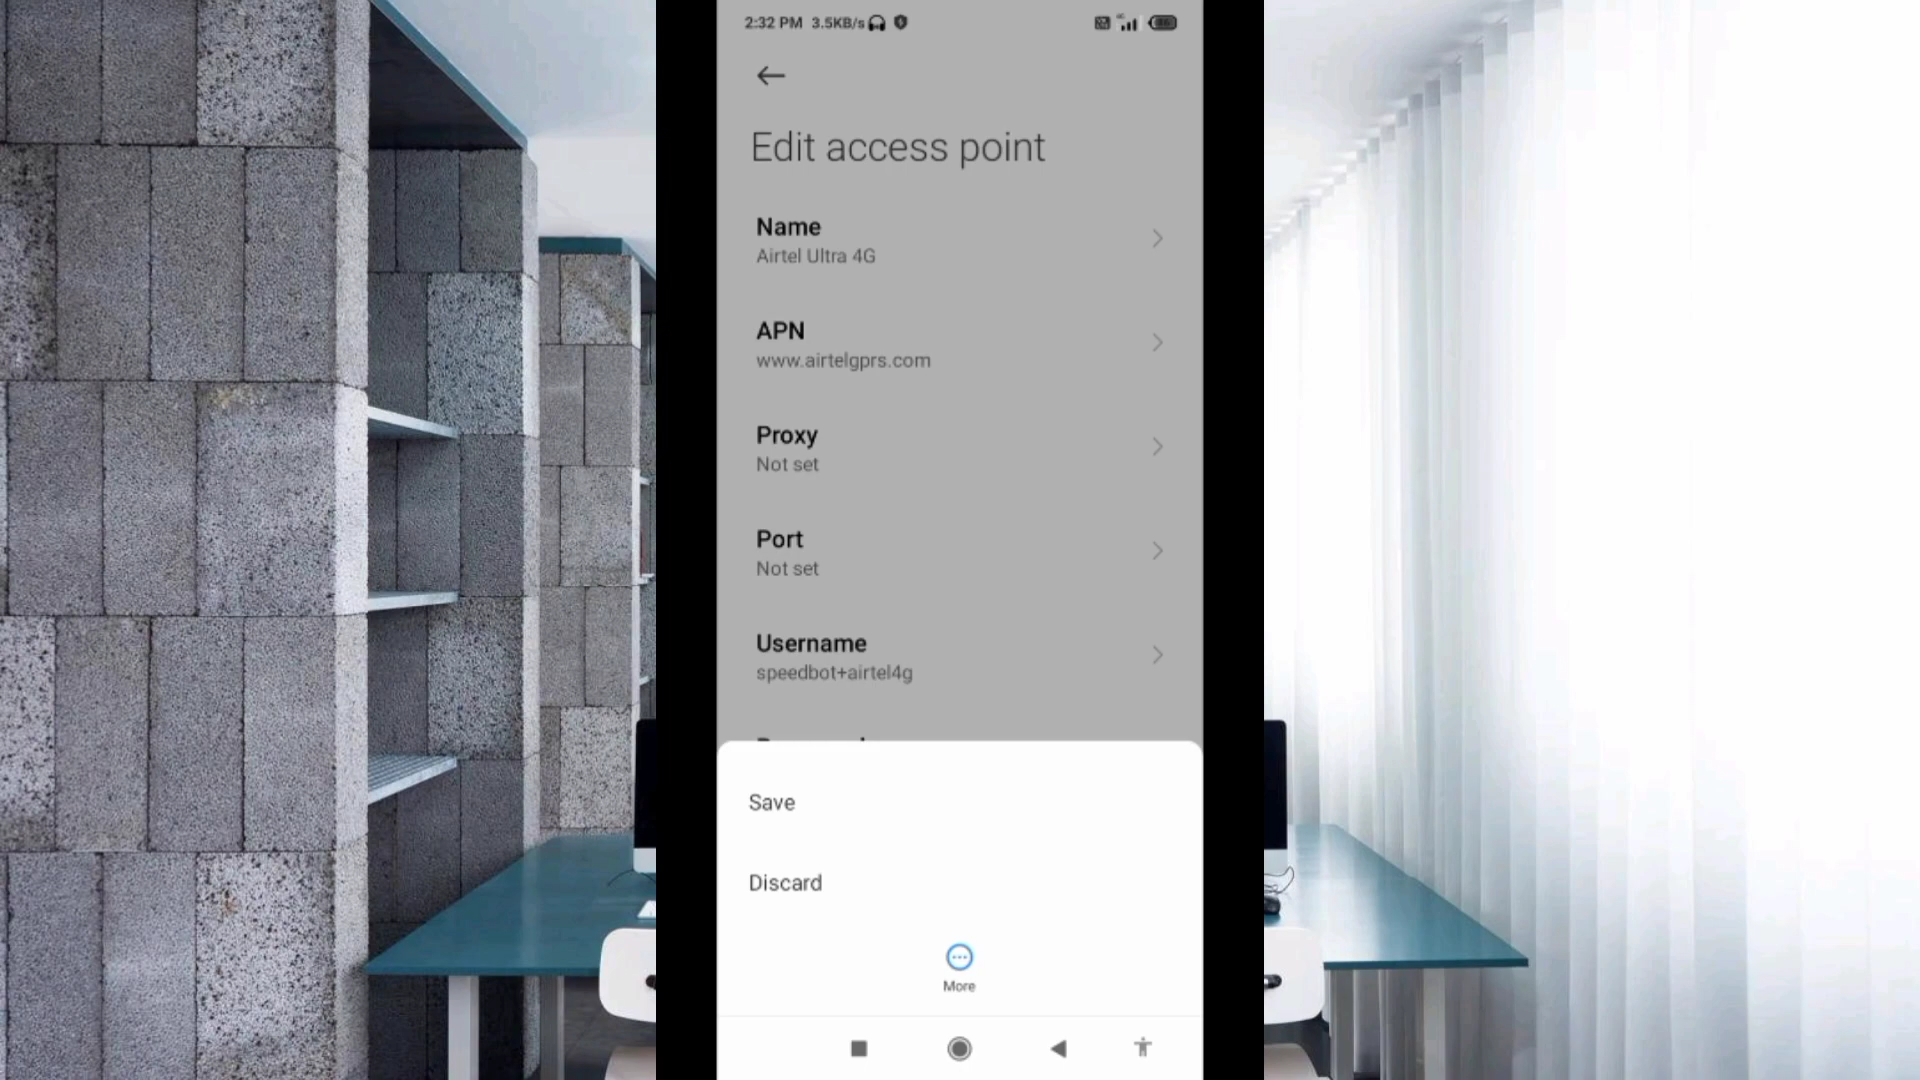 2:32 PM 3.5KB/s
Edit access point
Name
Airtel Ultra 4G
APN
www.airtelgprs.com
Proxy
Not set
Port
Not set
Username
speedbot+airtel4g
Save
Discard
More